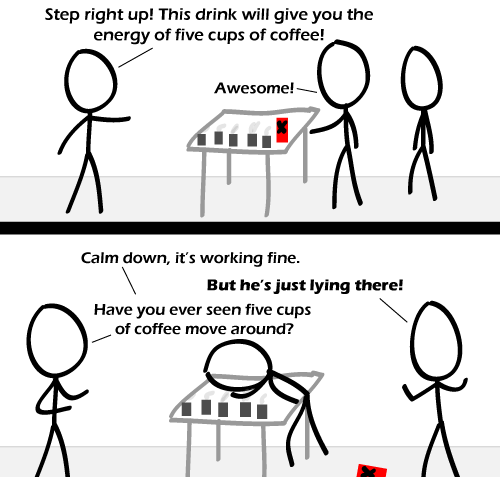 Step right up! This drink will give you the
energy of five cups of coffee!
Awesome!
Calm down, it's working fine.
But he's just lying there!
Have you ever seen five cups
of coffee move around?